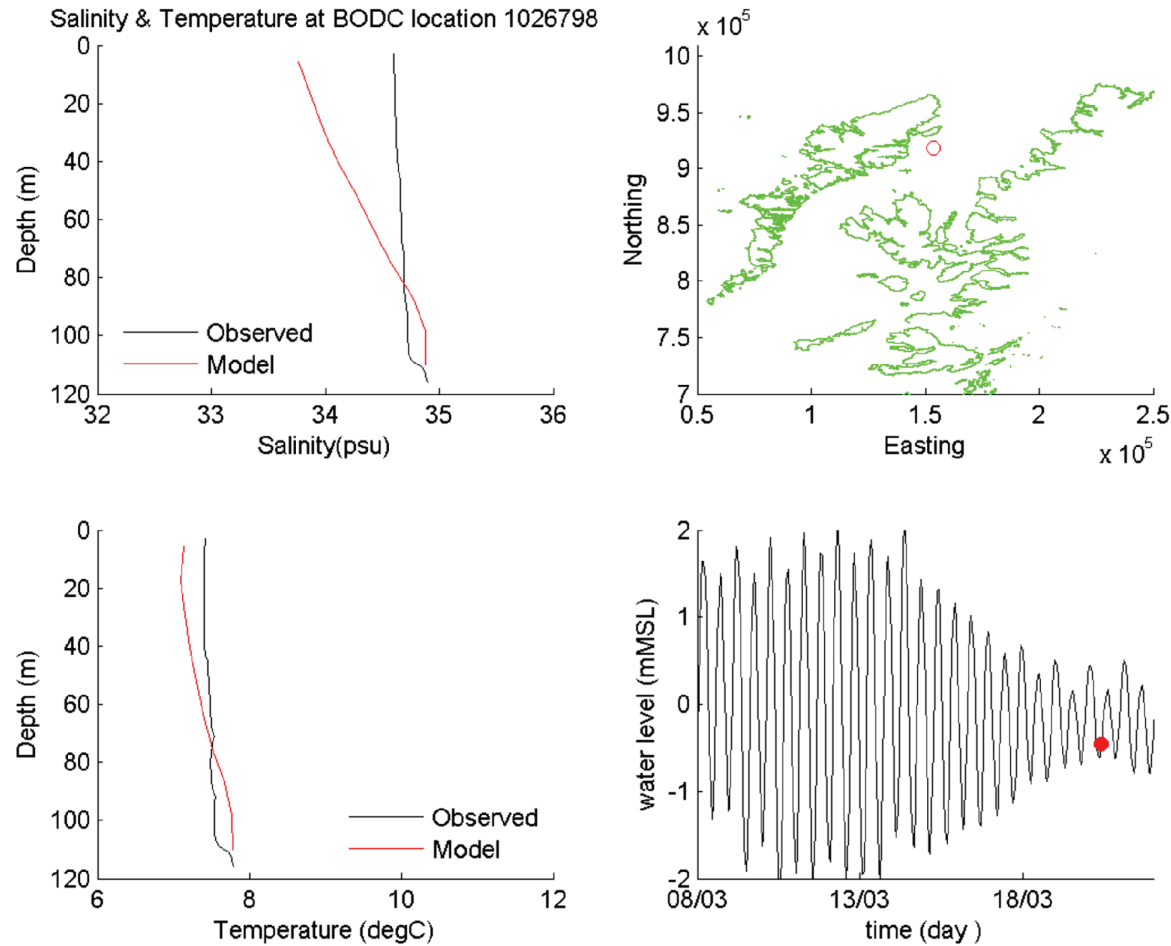 Salinity & Temperature at BODC location 1026798
0
20
40
60
80
100
120
Depth (m)
Observed
Model
32
33
34
35
36
Salinity(psu)
x 10^5
10
9.5
9
8.5
8
7.5
7
Northing
0.5
1
1.5
2
2.5
Easting
x 10^5
0
20
40
60
80
100
120
Depth (m)
Observed
Model
6
8
10
12
Temperature (degC)
2
1
0
-1
-2
water level (mMSL)
08/03
13/03
18/03
time (day )